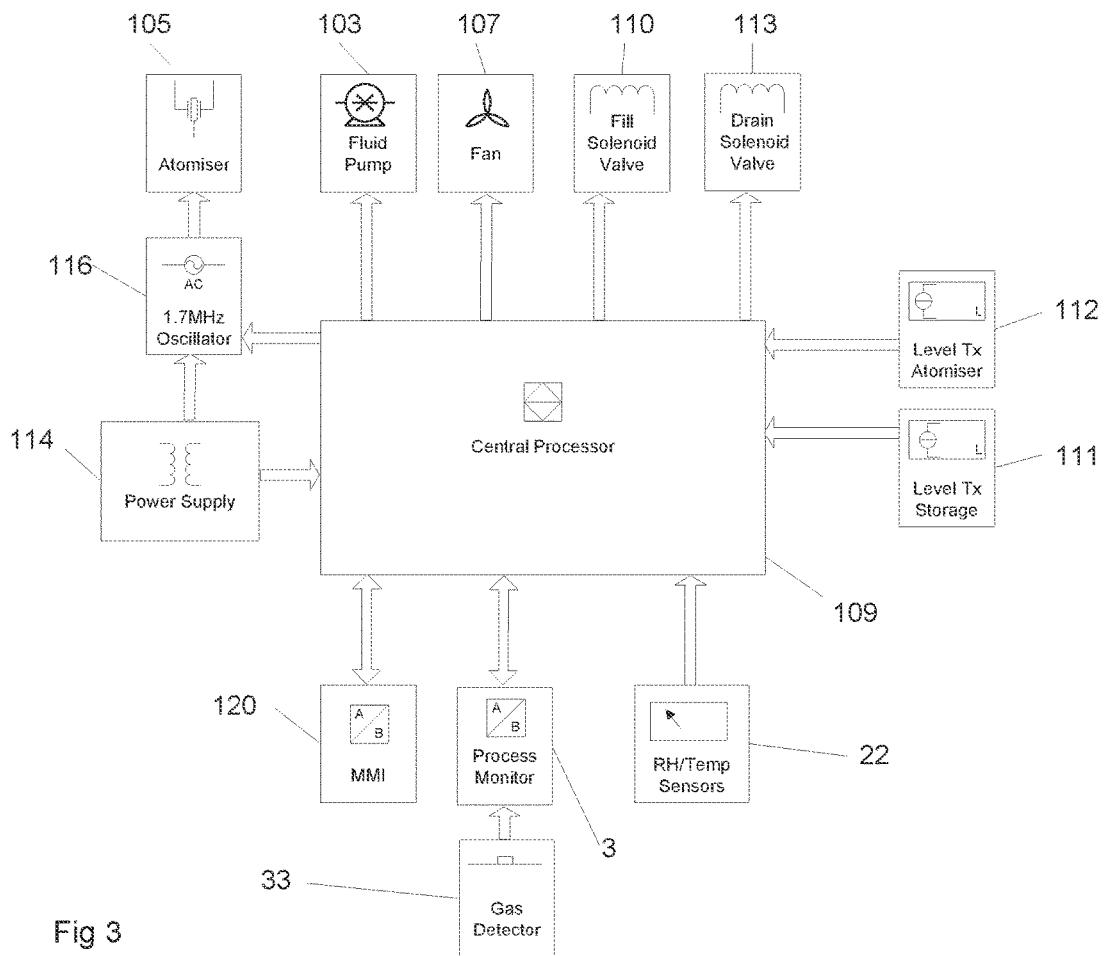 105
103
107
110
113
Atomiser
Fluid
Pump
Fan
Fill
Solenoid
Valve
Drain
Solenoid
Valve
116
AC
1.7MHz
Oscillator
L
Level Tx
Atomiser
112
114
Power Supply
Central Processor
L
Level Tx
Storage
111
109
120
A
B
MMI
A
B
Process
Monitor
3
RH/Temp
Sensors
22
33
Gas
Detector
Fig 3